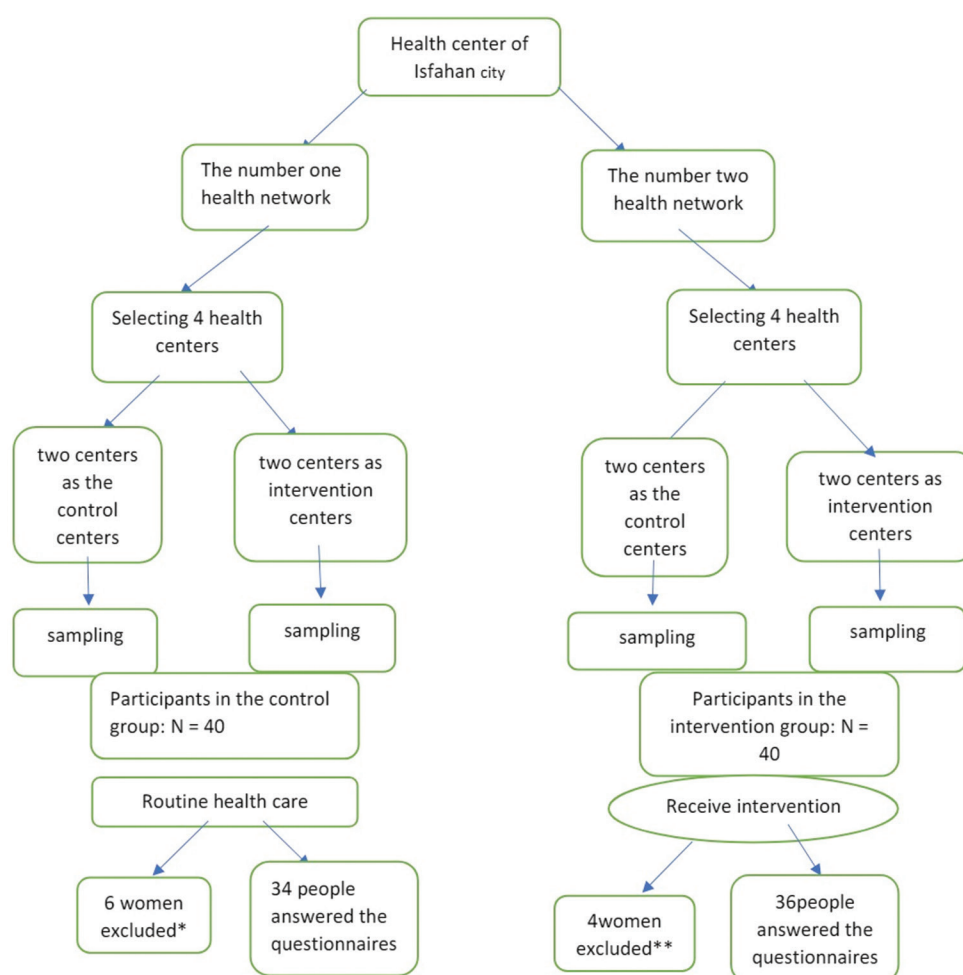 Health center of
Isfahan city
The number one
health network
The number two
health network
Selecting 4 health
centers
Selecting 4 health
centers
two centers
as the
control
centers
two centers as
intervention
centers
two centers
as the
control
centers
two centers as
intervention
centers
sampling
sampling
sampling
sampling
Participants in the control
group: N = 40
Participants in the
intervention group: N =
40
Routine health care
Receive intervention
6 women
excluded*
34 people
answered the
questionnaires
4women
excluded**
36people
answered the
questionnaires